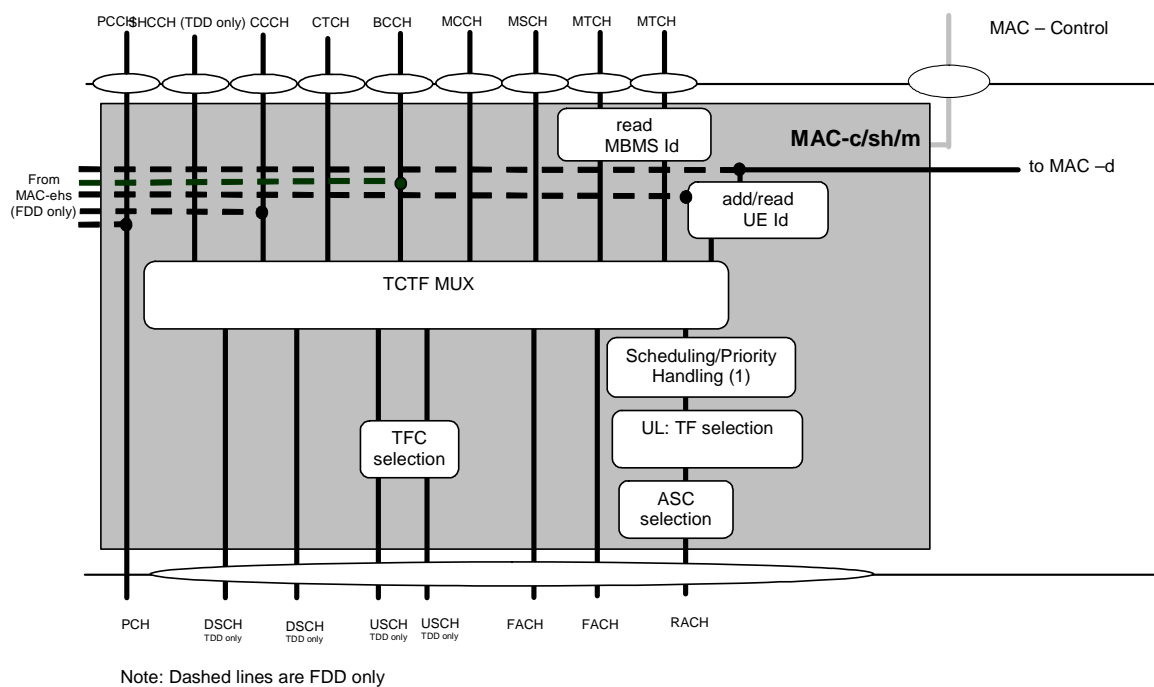 PCCH SHCCH (TDD only) CCCH CTCH BCCH MCCH MSCH MTCH MTCH
MAC – Control
read
MBMS Id
MAC-c/sh/m
to MAC –d
From
MAC-ehs
(FDD only)
add/read
UE Id
TCTF MUX
Scheduling/Priority
Handling (1)
UL: TF selection
TFC
selection
ASC
selection
PCH DSCH DSCH USCH USCH FACH FACH RACH
TDD only TDD only TDD only TDD only
Note: Dashed lines are FDD only